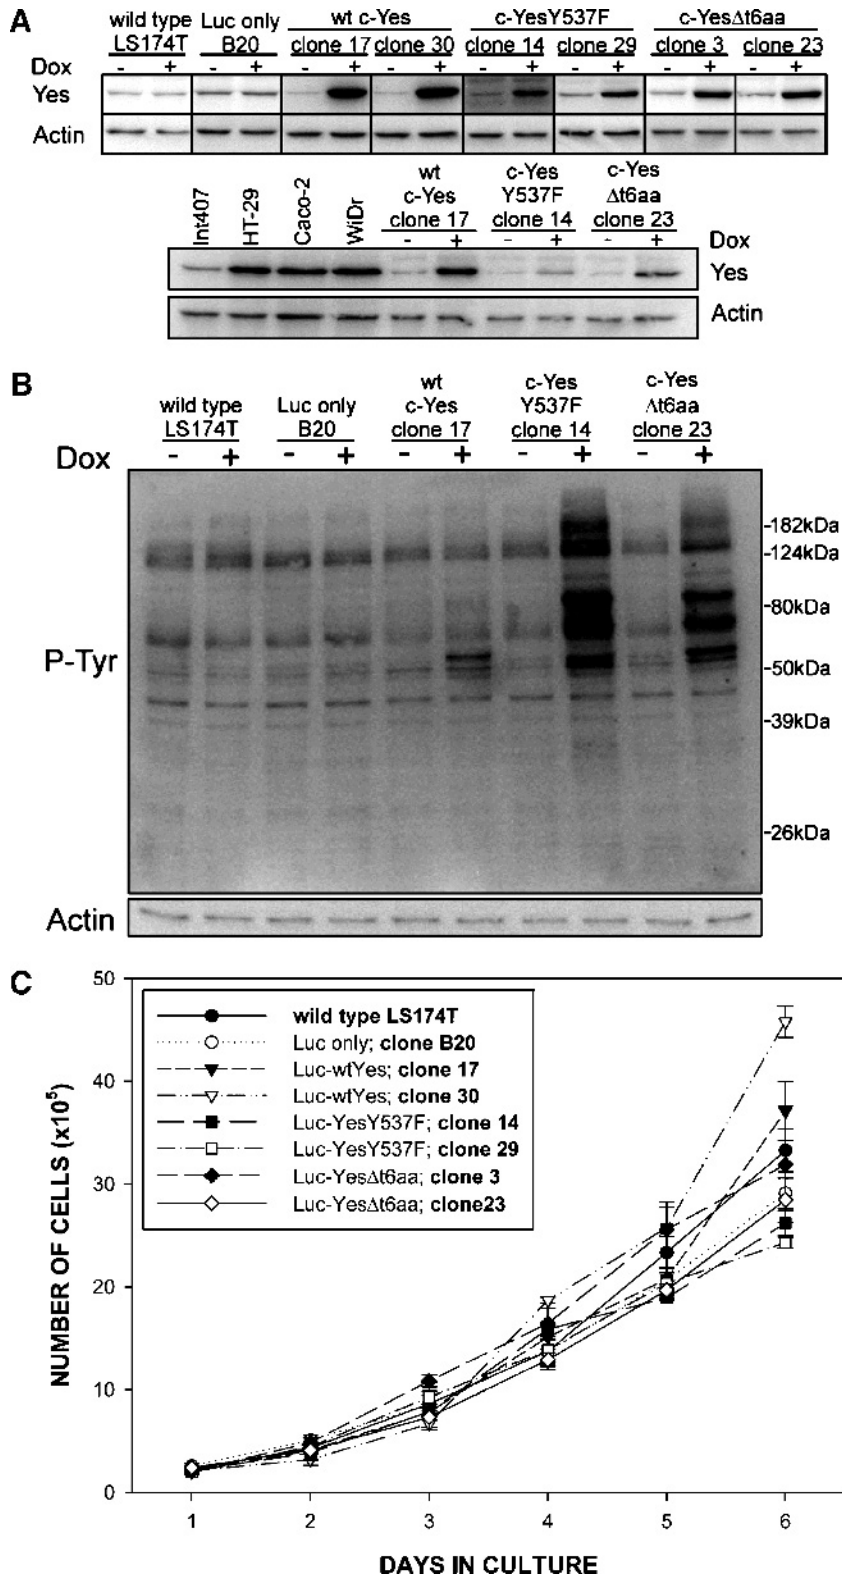 A
wild type Luc only wt c-Yes c-YesY537F c-YesΔt6aa
LS174T B20 clone 17 clone 30 clone 14 clone 29 clone 3 clone 23
Dox - + - + - + - + - + - + - + - +
Yes
Actin
Int407 HT-29 Caco-2 WiDr
wt c-Yes c-Yes
c-Yes Y537F Δt6aa
clone 17 clone 14 clone 23
- + - + - + Dox
Yes
Actin
B
wt c-Yes c-Yes
wild type Luc only c-Yes Y537F Δt6aa
LS174T B20 clone 17 clone 14 clone 23
Dox - + - + - + - + - +
-182kDa
-124kDa
-80kDa
P-Tyr
-50kDa
-39kDa
-26kDa
Actin
C
50
40
30
20
10
0
NUMBER OF CELLS (x10⁵)
wild type LS174T
Luc only; clone B20
Luc-wtYes; clone 17
Luc-wtYes; clone 30
Luc-YesY537F; clone 14
Luc-YesY537F; clone 29
Luc-YesΔt6aa; clone 3
Luc-YesΔt6aa; clone23
1 2 3 4 5 6
DAYS IN CULTURE